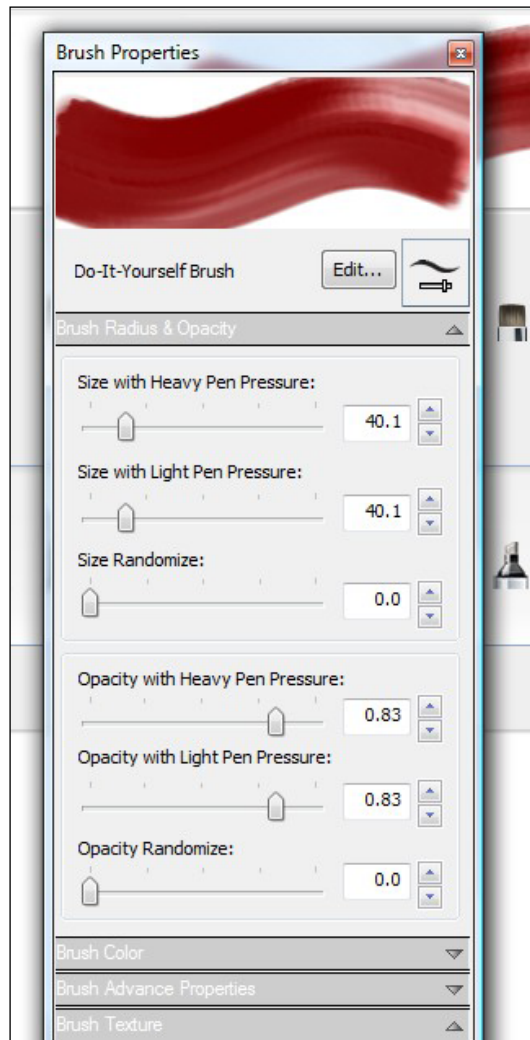 Brush Properties
Do-It-Yourself Brush
Edit...
Brush Radius & Opacity
Size with Heavy Pen Pressure:
40.1
Size with Light Pen Pressure:
40.1
Size Randomize:
0.0
Opacity with Heavy Pen Pressure:
0.83
Opacity with Light Pen Pressure:
0.83
Opacity Randomize:
0.0
Brush Color
Brush Advance Properties
Brush Texture